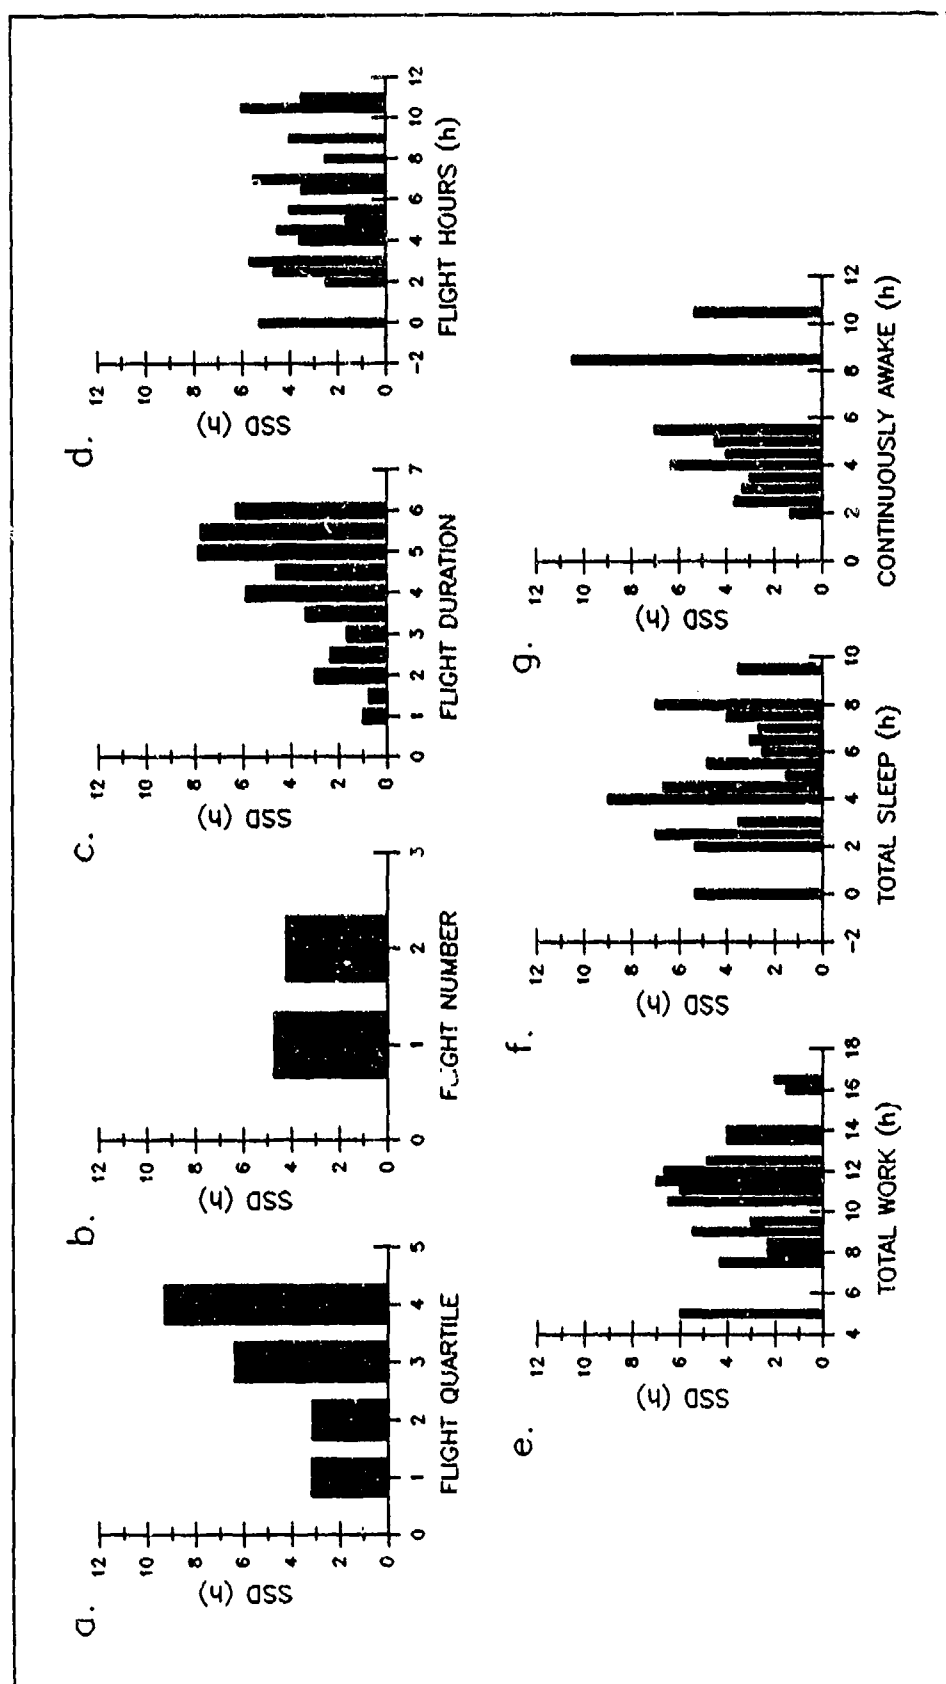 a.
12
10
8
6
4
2
0
SSD (h)
0 1 2 3 4 5
FLIGHT QUARTILE
b.
12
10
8
6
4
2
0
SSD (h)
0 1 2 3
FLIGHT NUMBER
c.
12
10
8
6
4
2
0
SSD (h)
0 1 2 3 4 5 6 7
FLIGHT DURATION
d.
12
10
8
6
4
2
0
SSD (h)
-2 0 2 4 6 8 10 12
FLIGHT HOURS (h)
e.
12
10
8
6
4
2
0
SSD (h)
4 6 8 10 12 14 16 18
TOTAL WORK (h)
f.
12
10
8
6
4
2
0
SSD (h)
-2 0 2 4 6 8 10
TOTAL SLEEP (h)
g.
12
10
8
6
4
2
0
SSD (h)
0 2 4 6 8 10 12
CONTINUOUSLY AWAKE (h)